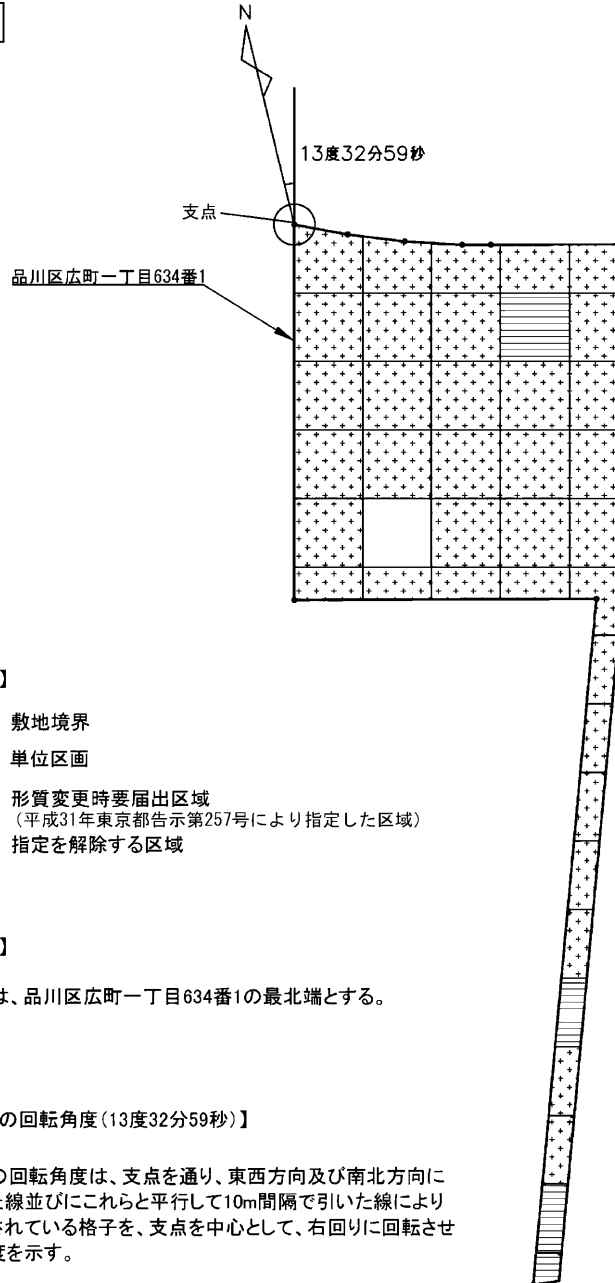 N
13度32分59秒
支点
品川区広町一丁目634番1
】
敷地境界
単位区画
形質変更時要届出区域
（平成31年東京都告示第257号により指定した区域）
指定を解除する区域
】
は、品川区広町一丁目634番1の最北端とする。
の回転角度（13度32分59秒）】
の回転角度は、支点を通り、東西方向及び南北方向に
た線並びにこれらと平行して10m間隔で引いた線により
されている格子を、支点を中心として、右回りに回転させ
度を示す。